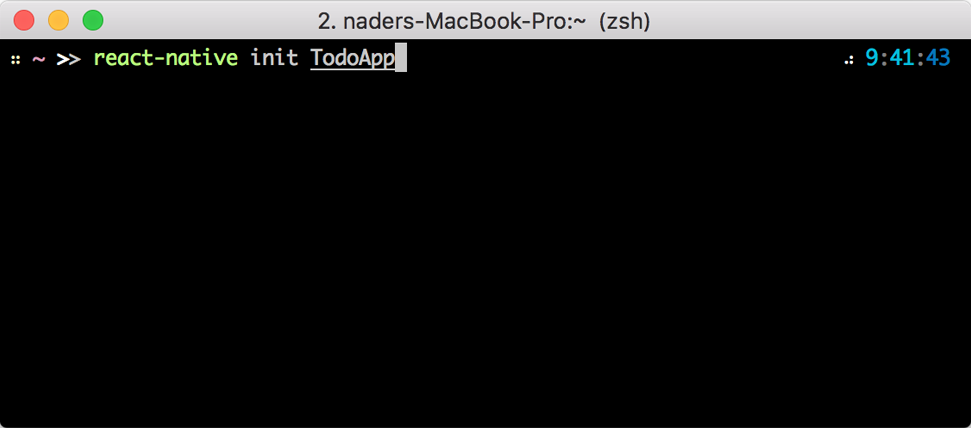 2. naders-MacBook-Pro:~ (zsh)
~ >> react-native init TodoApp 9:41:43